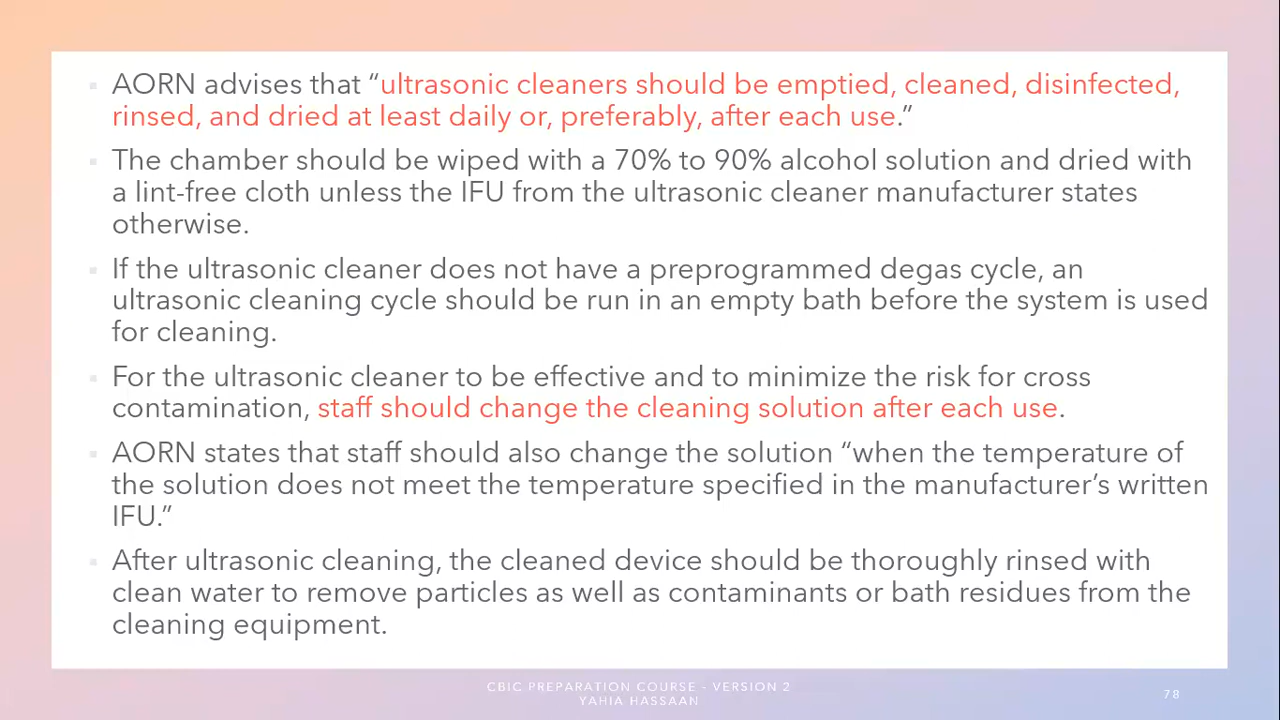 AORN advises that “ultrasonic cleaners should be emptied, cleaned, disinfected,
rinsed, and dried at least daily or, preferably, after each use.”
The chamber should be wiped with a 70% to 90% alcohol solution and dried with
a lint-free cloth unless the IFU from the ultrasonic cleaner manufacturer states
otherwise.
If the ultrasonic cleaner does not have a preprogrammed degas cycle, an
ultrasonic cleaning cycle should be run in an empty bath before the system is used
for cleaning.
For the ultrasonic cleaner to be effective and to minimize the risk for cross
contamination, staff should change the cleaning solution after each use.
AORN states that staff should also change the solution “when the temperature of
the solution does not meet the temperature specified in the manufacturer’s written
IFU.”
After ultrasonic cleaning, the cleaned device should be thoroughly rinsed with
clean water to remove particles as well as contaminants or bath residues from the
cleaning equipment.
CBIC PREPARATION COURSE - VERSION 2
YAHIA HASSAAN
78